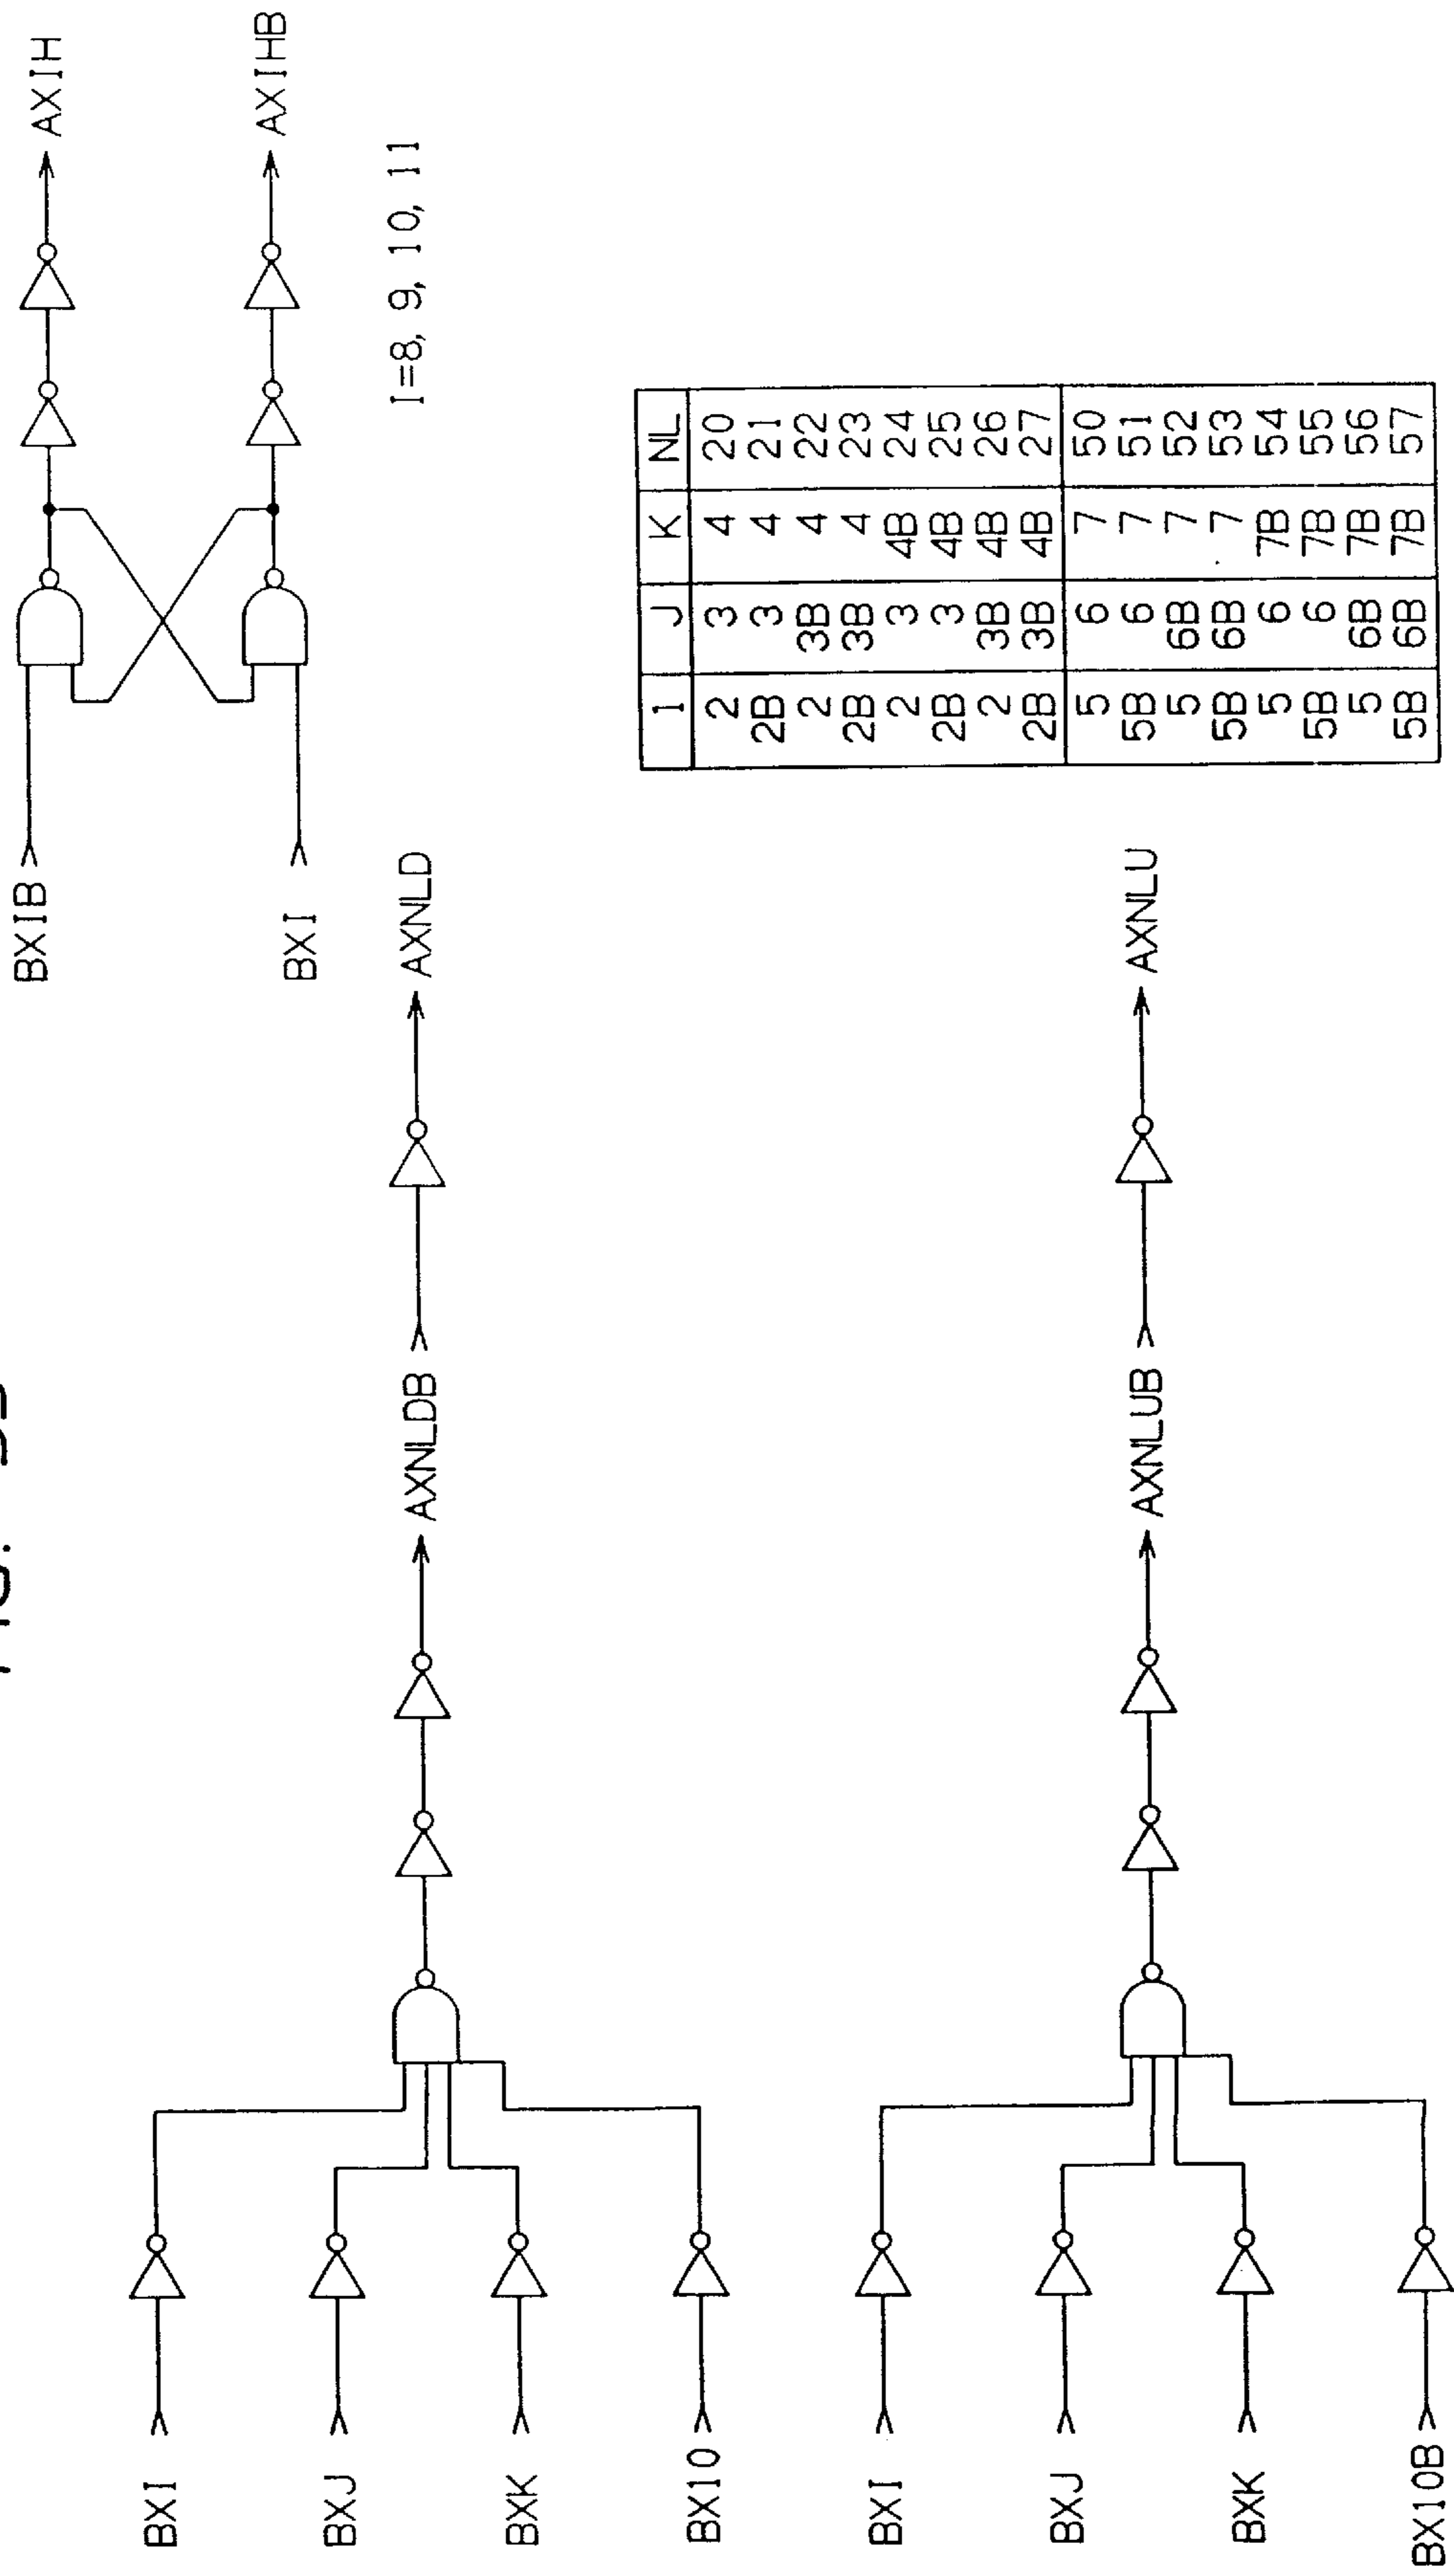 BXIB
AXIH
BXI
AXIHB
I=8, 9, 10, 11
BXI
BXJ
BXK
BX10
AXNLDB
AXNLD
BXI
BXJ
BXK
BX10B
AXNLUB
AXNLU
I J K NL
2 3 4 20
2B 3 4 21
2 3B 4 22
2B 3B 4 23
2 3 4B 24
2B 3 4B 25
2 3B 4B 26
2B 3B 4B 27
5 6 7 50
5B 6 7 51
5 6B 7 52
5B 6B 7 53
5 6 7B 54
5B 6 7B 55
5 6B 7B 56
5B 6B 7B 57